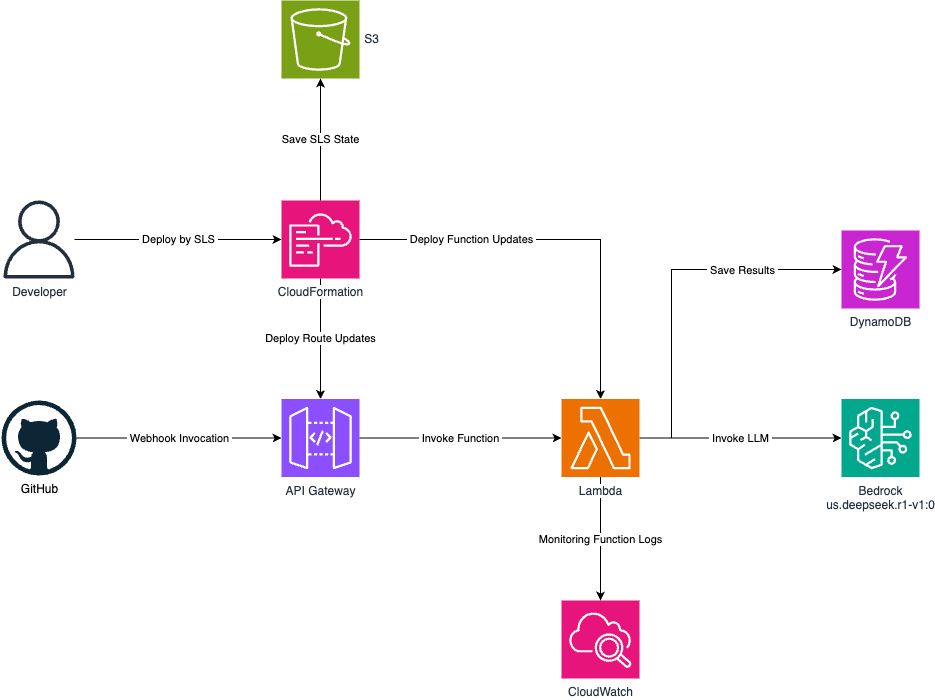 S3
Save SLS State
Deploy by SLS
Deploy Function Updates
Developer
CloudFormation
Save Results
DynamoDB
Deploy Route Updates
Webhook Invocation
Invoke Function
Invoke LLM
GitHub
API Gateway
Lambda
Bedrock
us.deepseek.r1-v1:0
Monitoring Function Logs
CloudWatch